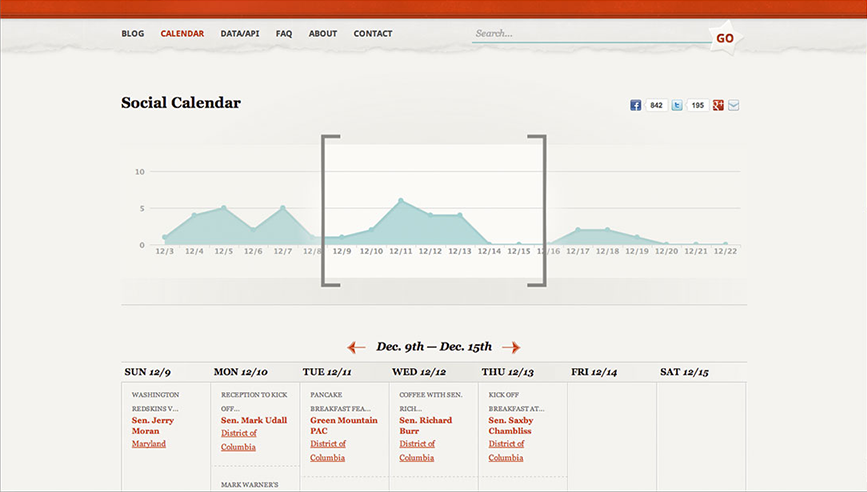 BLOG CALENDAR DATA/API FAQ ABOUT CONTACT Search... GO
Social Calendar
842 195
10
5
0
12/3 12/4 12/5 12/6 12/7 12/8 12/9 12/10 12/11 12/12 12/13 12/14 12/15 12/16 12/17 12/18 12/19 12/20 12/21 12/22
Dec. 9th — Dec. 15th
SUN 12/9 MON 12/10 TUE 12/11 WED 12/12 THU 12/13 FRI 12/14 SAT 12/15
WASHINGTON
REDSKINS V...
Sen. Jerry
Moran
Maryland
RECEPTION TO KICK
OFF...
Sen. Mark Udall
District of
Columbia
MARK WARNER'S
PANCAKE
BREAKFAST FEA...
Green Mountain
PAC
District of
Columbia
COFFEE WITH SEN.
RICH...
Sen. Richard
Burr
District of
Columbia
KICK OFF
BREAKFAST AT...
Sen. Saxby
Chambliss
District of
Columbia